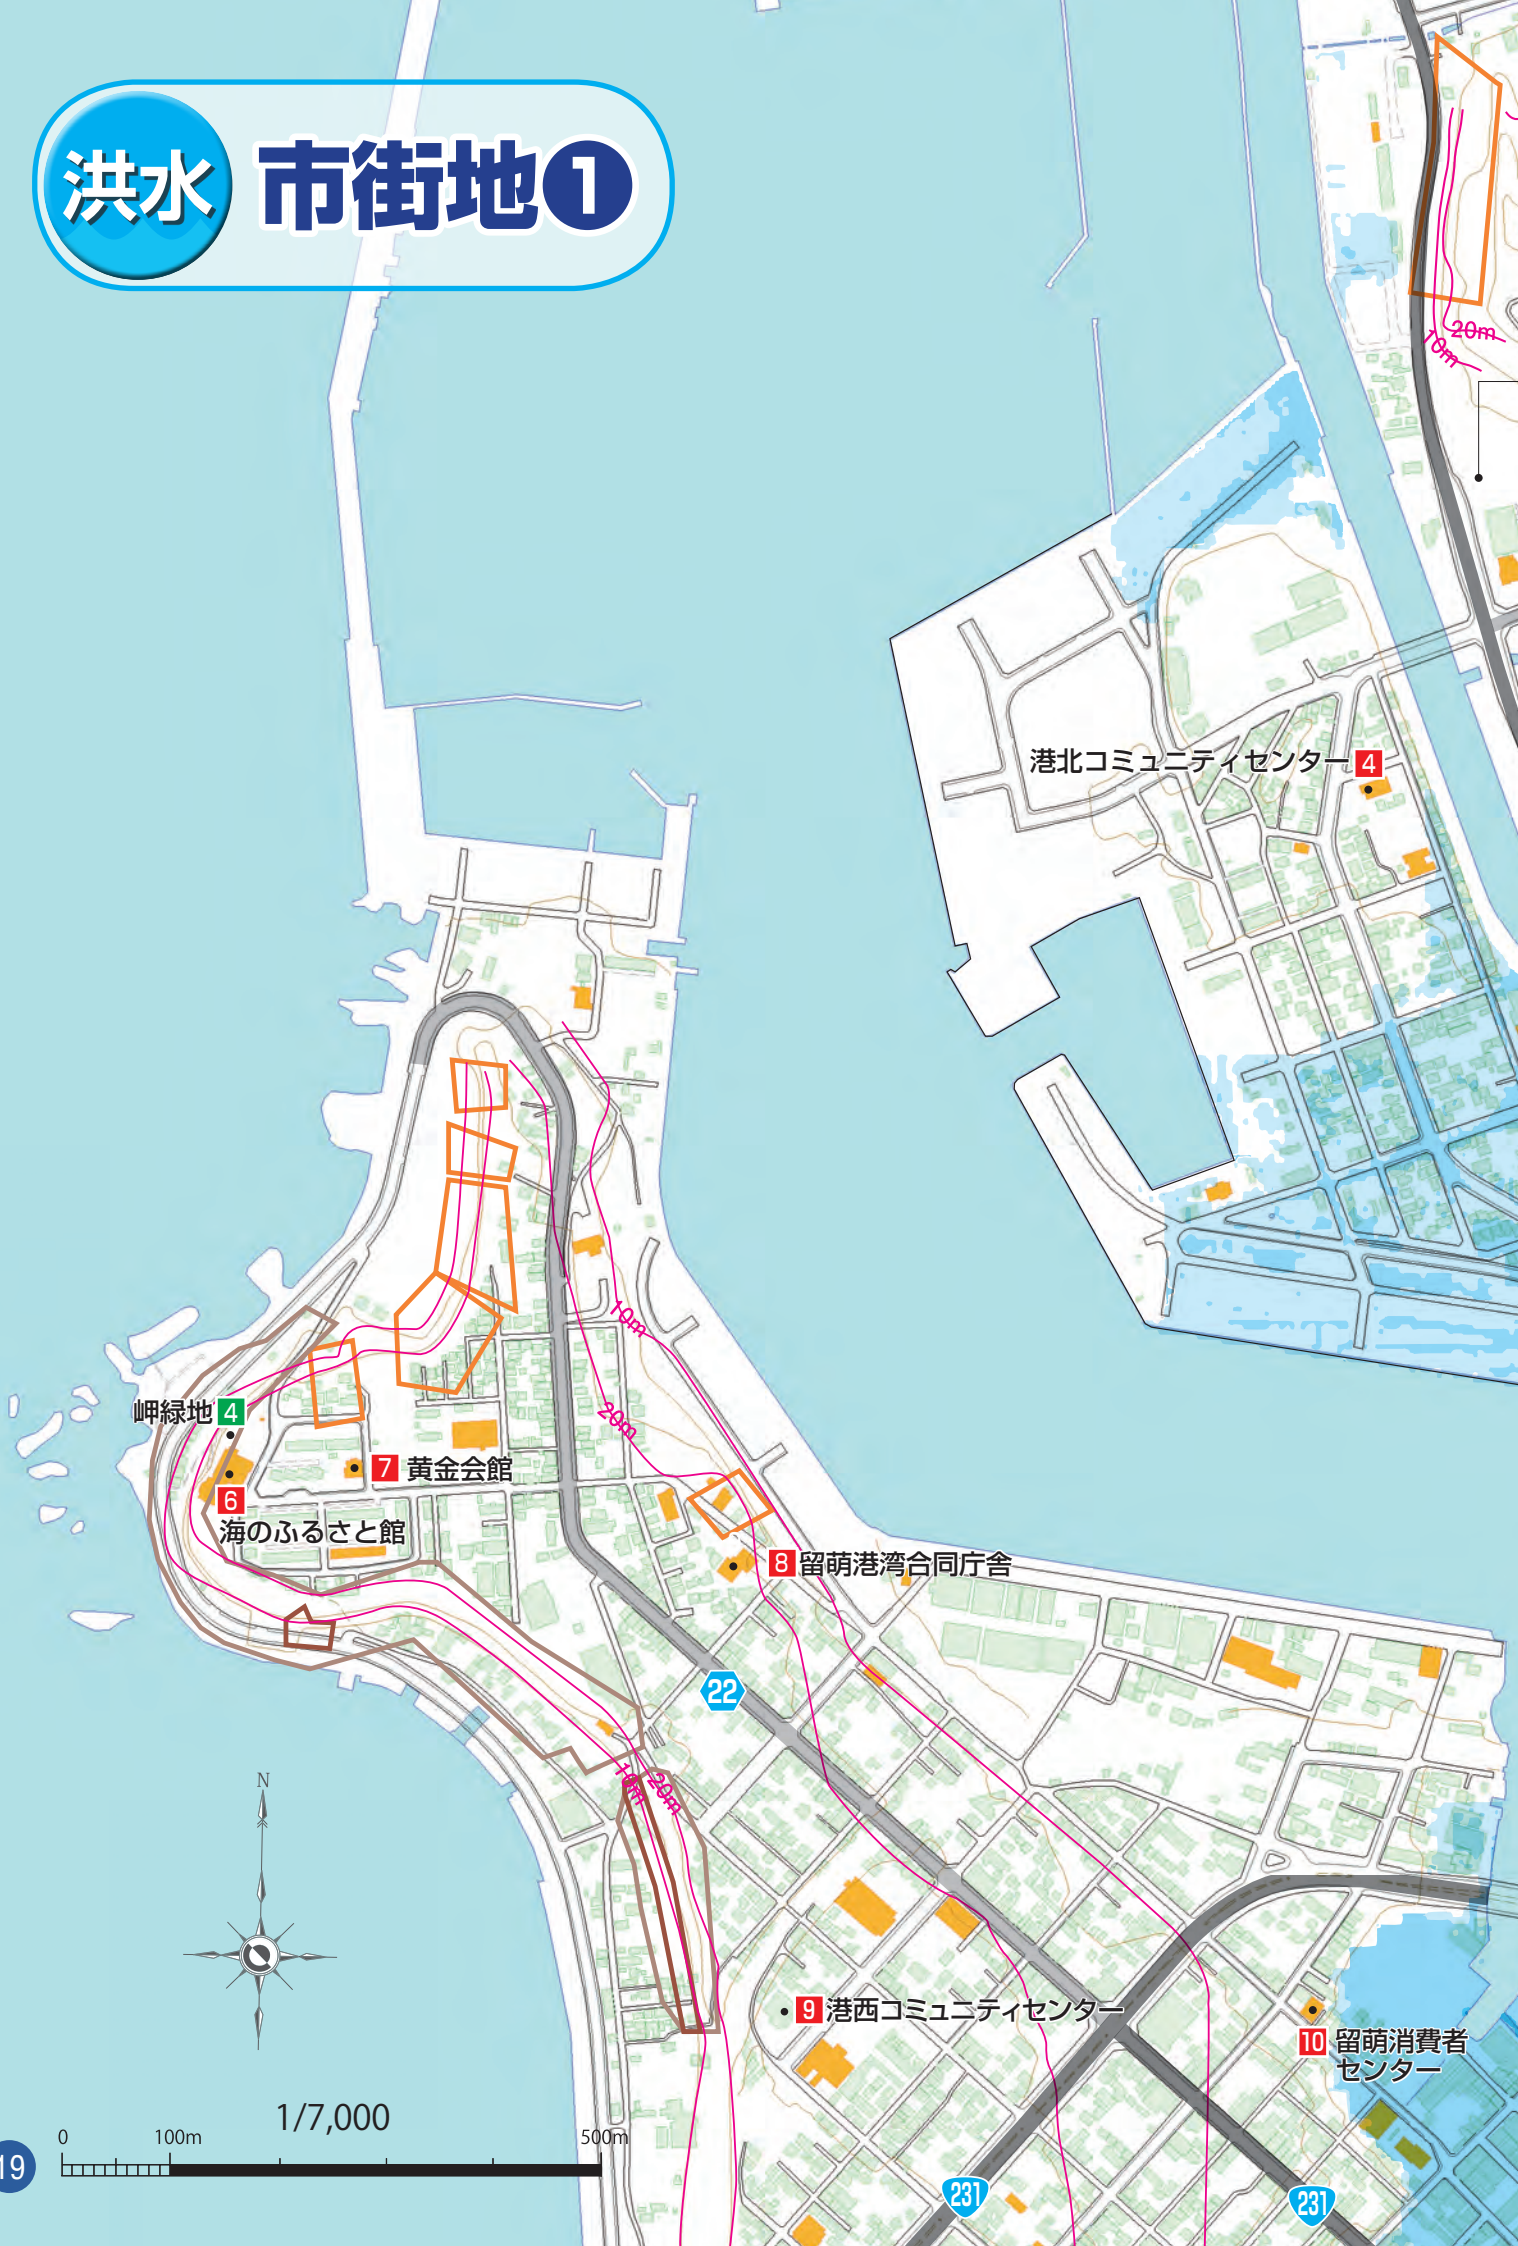 洪水 市街地❶
20m
10m
港北コミュニティセンター 4
10m
岬緑地 4
20m
7 黄金会館
6
海のふるさと館
8 留萌港湾合同庁舎
22
10m
20m
N
9 港西コミュニティセンター
10 留萌消費者
センター
1/7,000
0 100m 500m
19
231
231